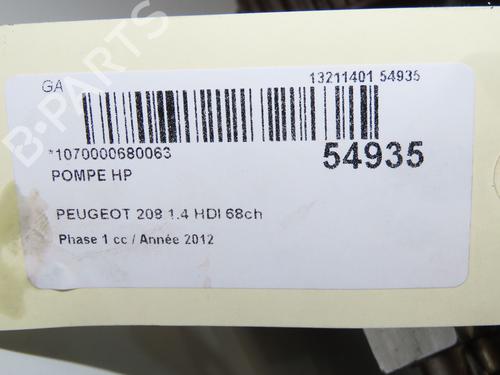 GA
13211401 54935
*1070000680063
54935
POMPE HP
PEUGEOT 208 1.4 HDI 68ch
Phase 1 cc / Année 2012
B-PARTS